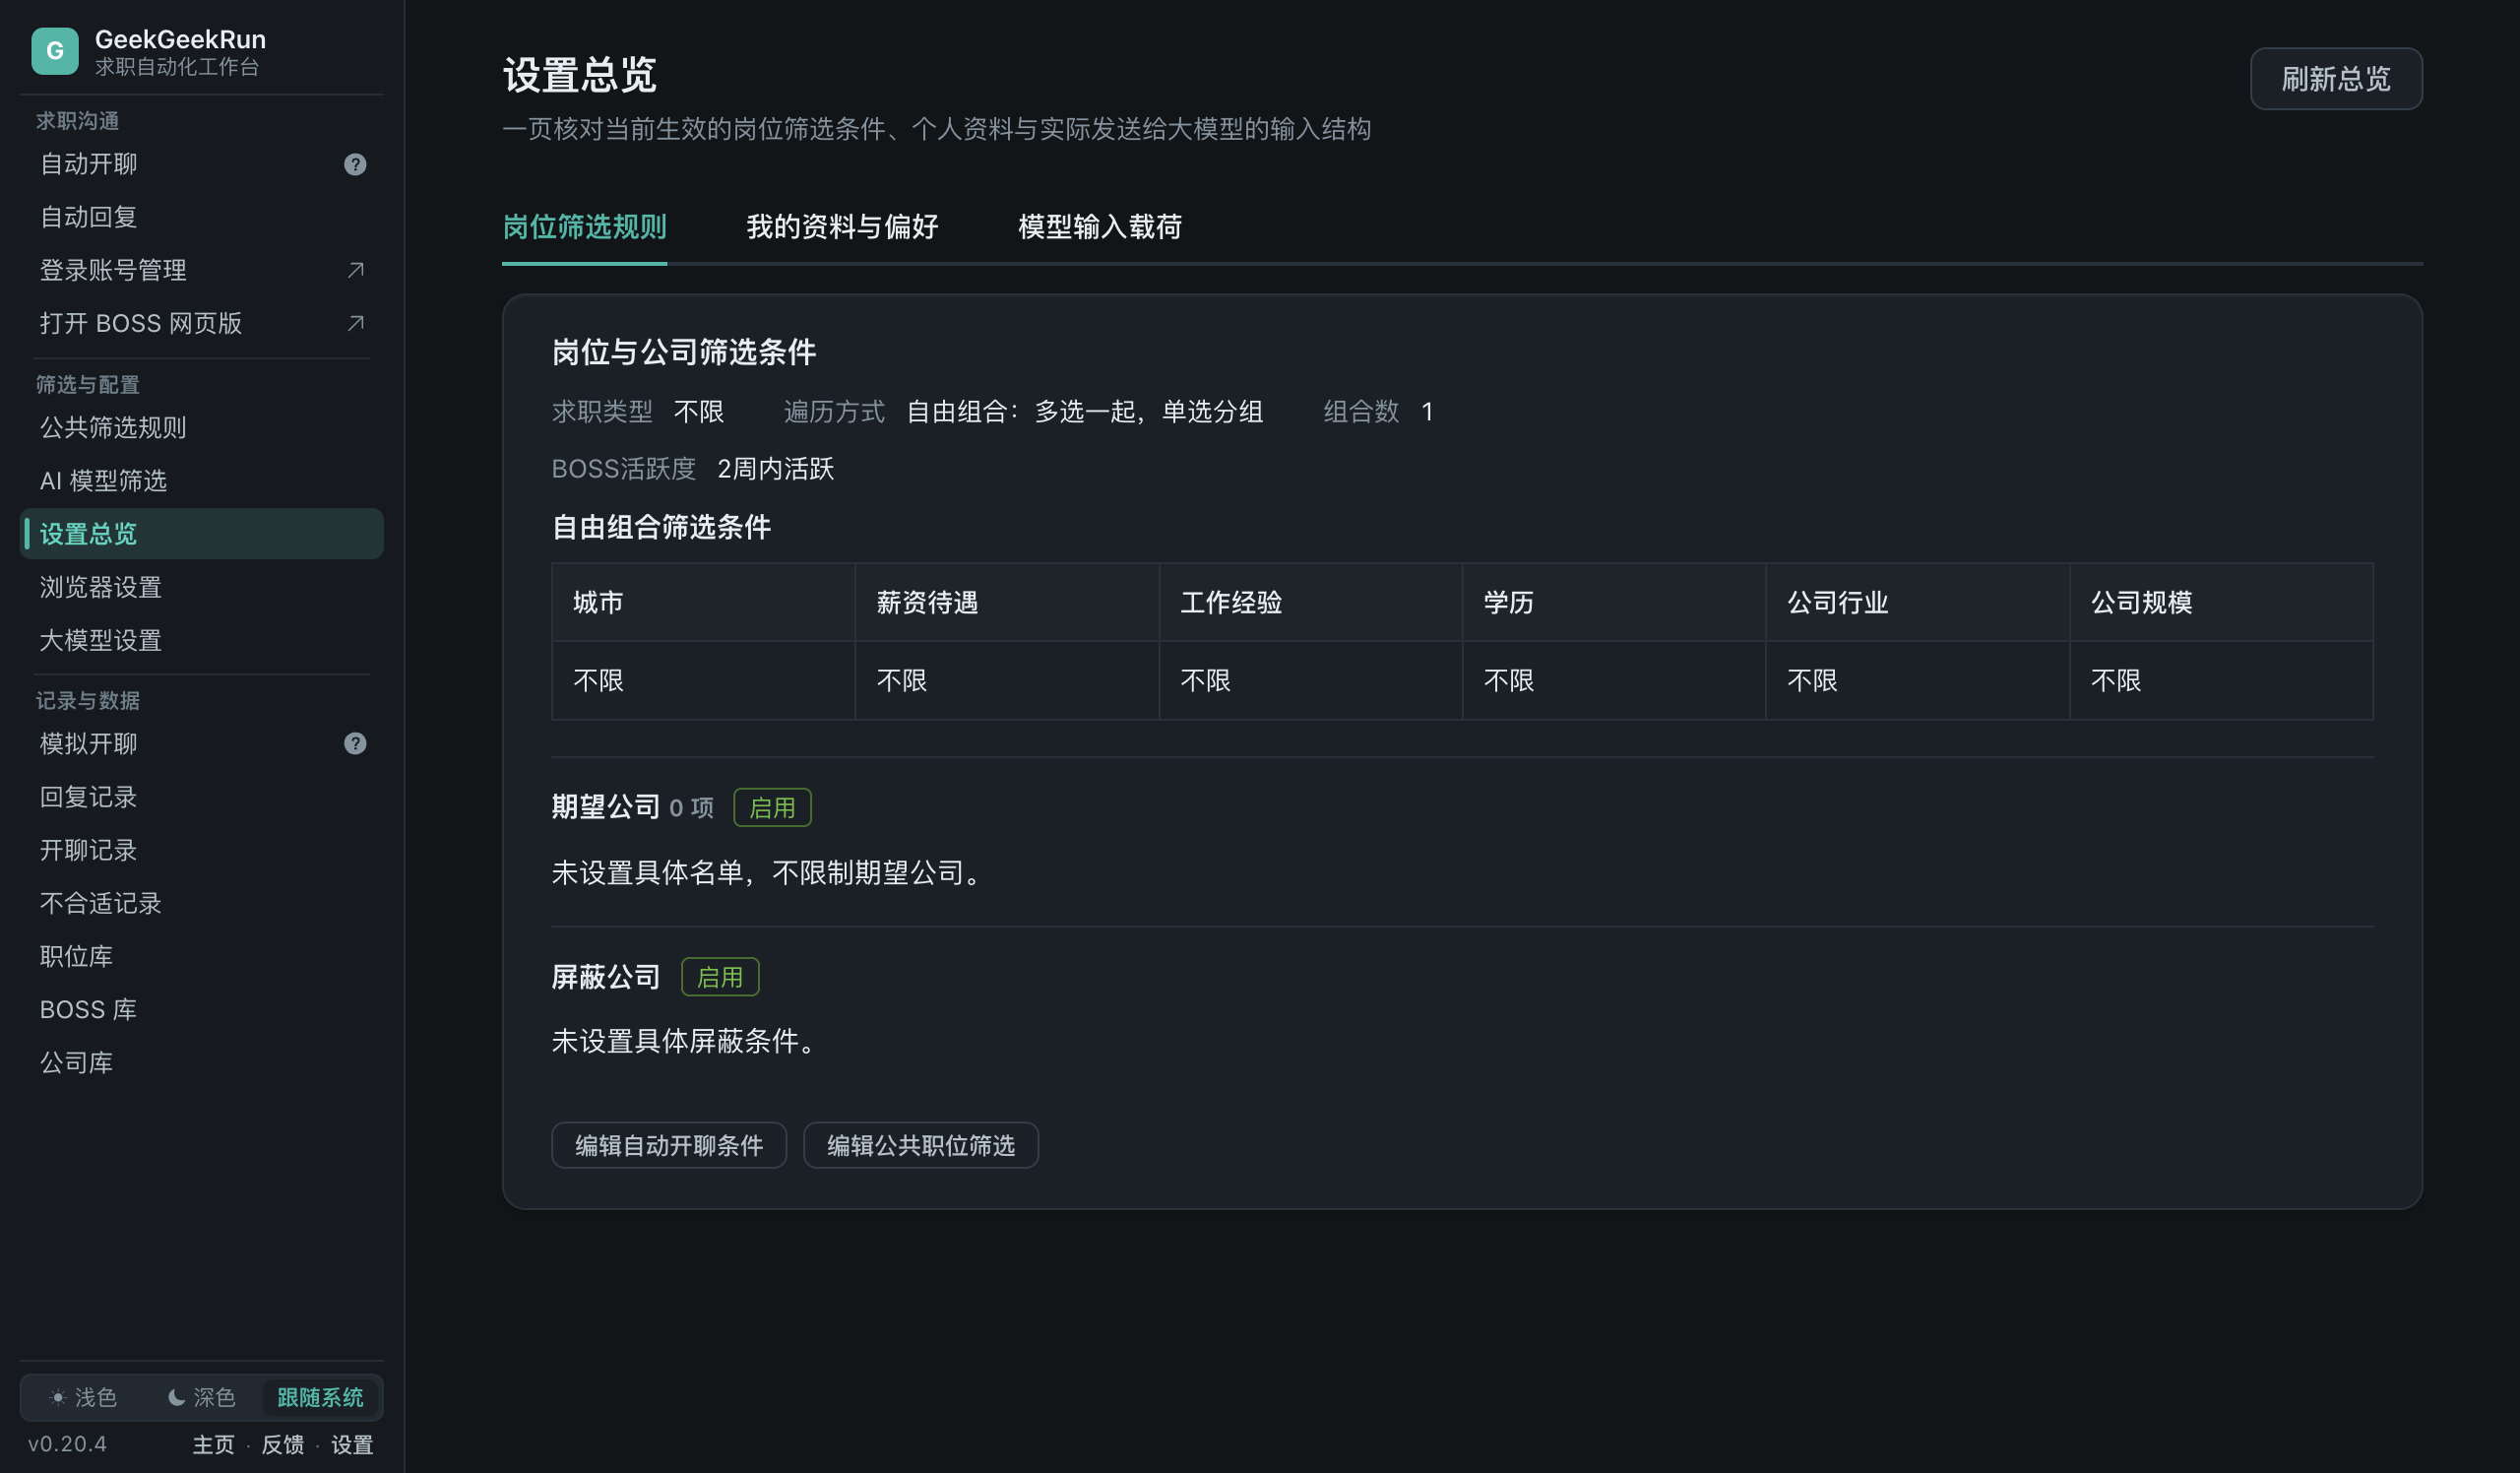 G
GeekGeekRun
求职自动化工作台
求职沟通
自动开聊 ?
自动回复
登录账号管理
打开 BOSS 网页版
筛选与配置
公共筛选规则
AI 模型筛选
设置总览
浏览器设置
大模型设置
记录与数据
模拟开聊 ?
回复记录
开聊记录
不合适记录
职位库
BOSS 库
公司库
浅色 深色 跟随系统
v0.20.4 主页 · 反馈 · 设置
设置总览
刷新总览
一页核对当前生效的岗位筛选条件、个人资料与实际发送给大模型的输入结构
岗位筛选规则 我的资料与偏好 模型输入载荷
岗位与公司筛选条件
求职类型 不限 遍历方式 自由组合：多选一起，单选分组 组合数 1
BOSS活跃度 2周内活跃
自由组合筛选条件
城市 薪资待遇 工作经验 学历 公司行业 公司规模
不限 不限 不限 不限 不限 不限
期望公司 0 项 启用
未设置具体名单，不限制期望公司。
屏蔽公司 启用
未设置具体屏蔽条件。
编辑自动开聊条件 编辑公共职位筛选